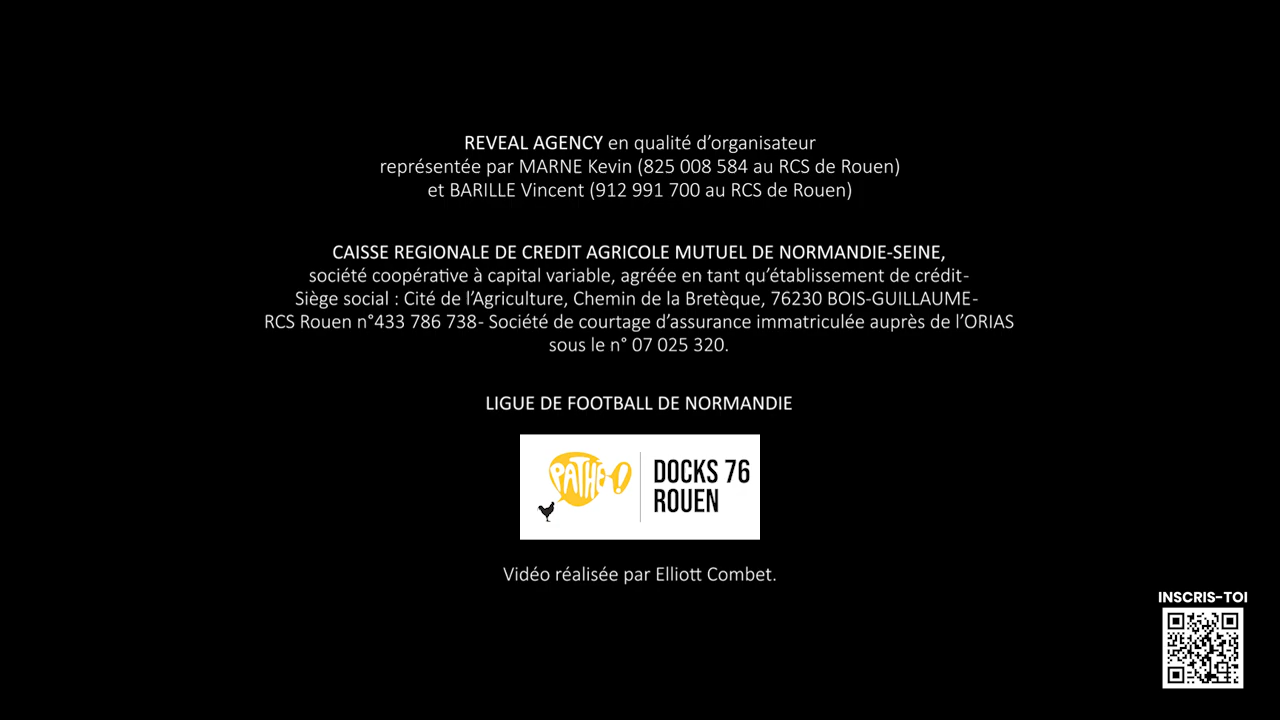 REVEAL AGENCY en qualité d’organisateur
représentée par MARNE Kevin (825 008 584 au RCS de Rouen)
et BARILLE Vincent (912 991 700 au RCS de Rouen)
CAISSE REGIONALE DE CREDIT AGRICOLE MUTUEL DE NORMANDIE-SEINE,
société coopérative à capital variable, agréée en tant qu’établissement de crédit-
Siège social : Cité de l’Agriculture, Chemin de la Bretèque, 76230 BOIS-GUILLAUME-
RCS Rouen n°433 786 738- Société de courtage d’assurance immatriculée auprès de l’ORIAS
sous le n° 07 025 320.
LIGUE DE FOOTBALL DE NORMANDIE
PATHÉ!
DOCKS 76
ROUEN
Vidéo réalisée par Elliott Combet.
INSCRIS-TOI